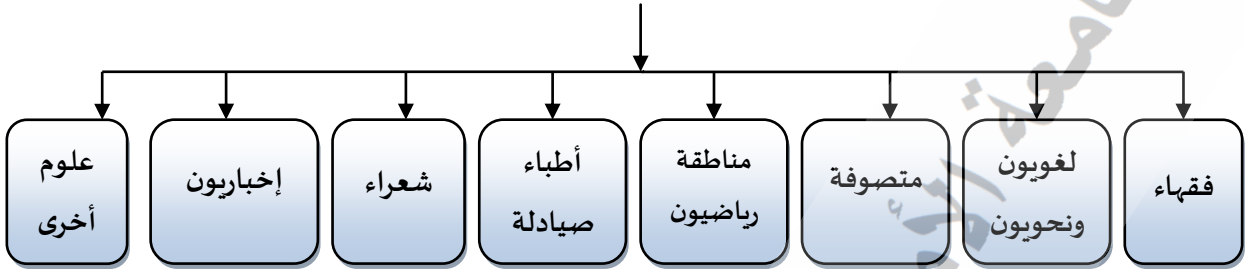 فقهاء
لغويون
ونحويون
متصوفة
مناطقة
رياضيون
أطباء
صيادلة
شعراء
إخباريون
علوم
أخرى